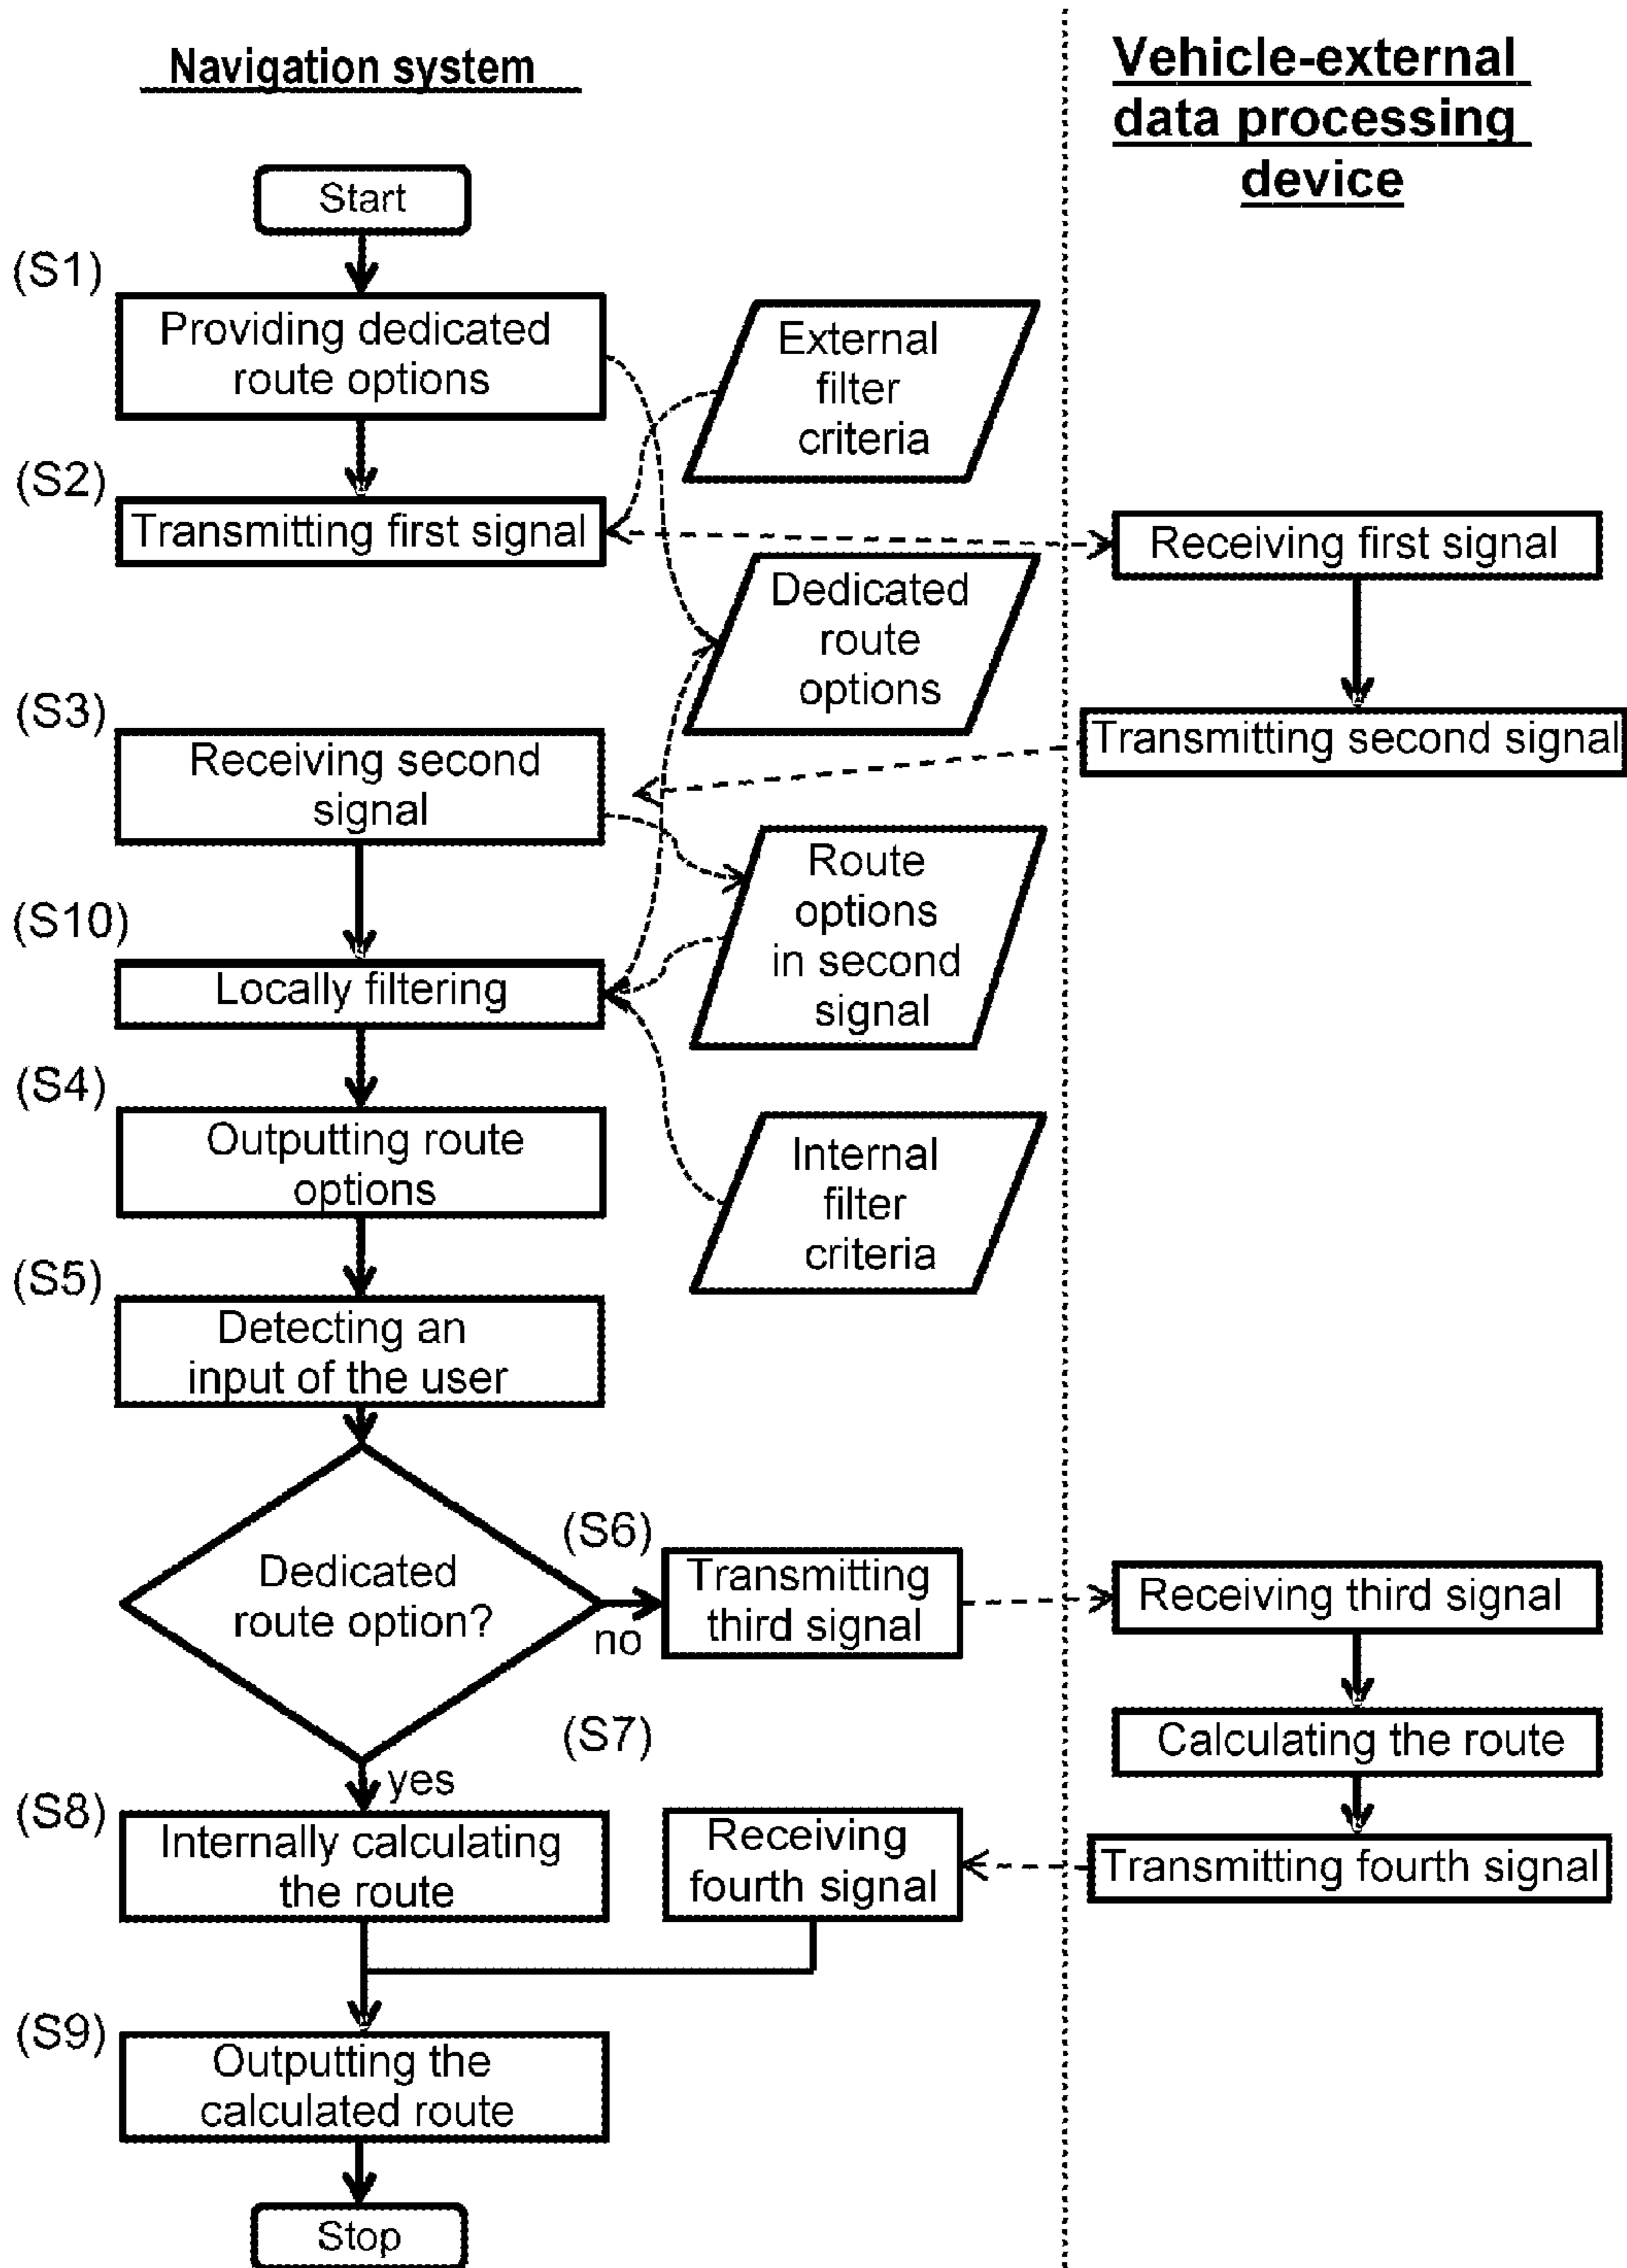 Navigation system
Vehicle-external
data processing
device
Start
(S1)
Providing dedicated
route options
External
filter
criteria
(S2)
Transmitting first signal
Receiving first signal
Dedicated
route
options
(S3)
Receiving second
signal
Transmitting second signal
Route
options
in second
signal
(S10)
Locally filtering
(S4)
Outputting route
options
Internal
filter
criteria
(S5)
Detecting an
input of the user
Dedicated
route option?
no
(S6)
Transmitting
third signal
Receiving third signal
Calculating the route
(S7)
yes
(S8)
Internally calculating
the route
Receiving
fourth signal
Transmitting fourth signal
(S9)
Outputting the
calculated route
Stop